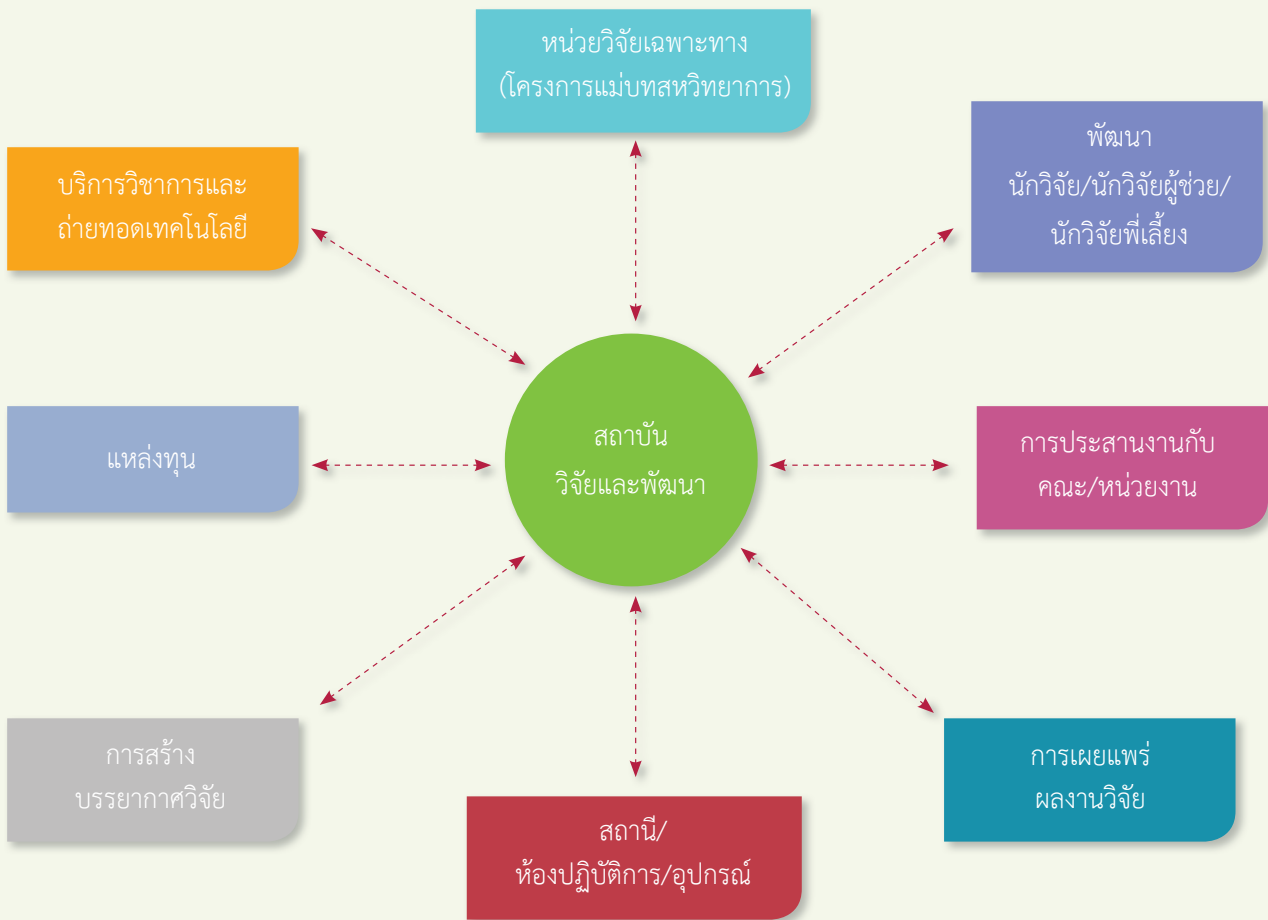 หน่วยวิจัยเฉพาะทาง
(โครงการแม่บทสหวิทยาการ)
พัฒนา
นักวิจัย/นักวิจัยผู้ช่วย/
นักวิจัยพี่เลี้ยง
บริการวิชาการและ
ถ่ายทอดเทคโนโลยี
สถาบัน
วิจัยและพัฒนา
แหล่งทุน
การประสานงานกับ
คณะ/หน่วยงาน
การสร้าง
บรรยากาศวิจัย
การเผยแพร่
ผลงานวิจัย
สถานี/
ห้องปฏิบัติการ/อุปกรณ์